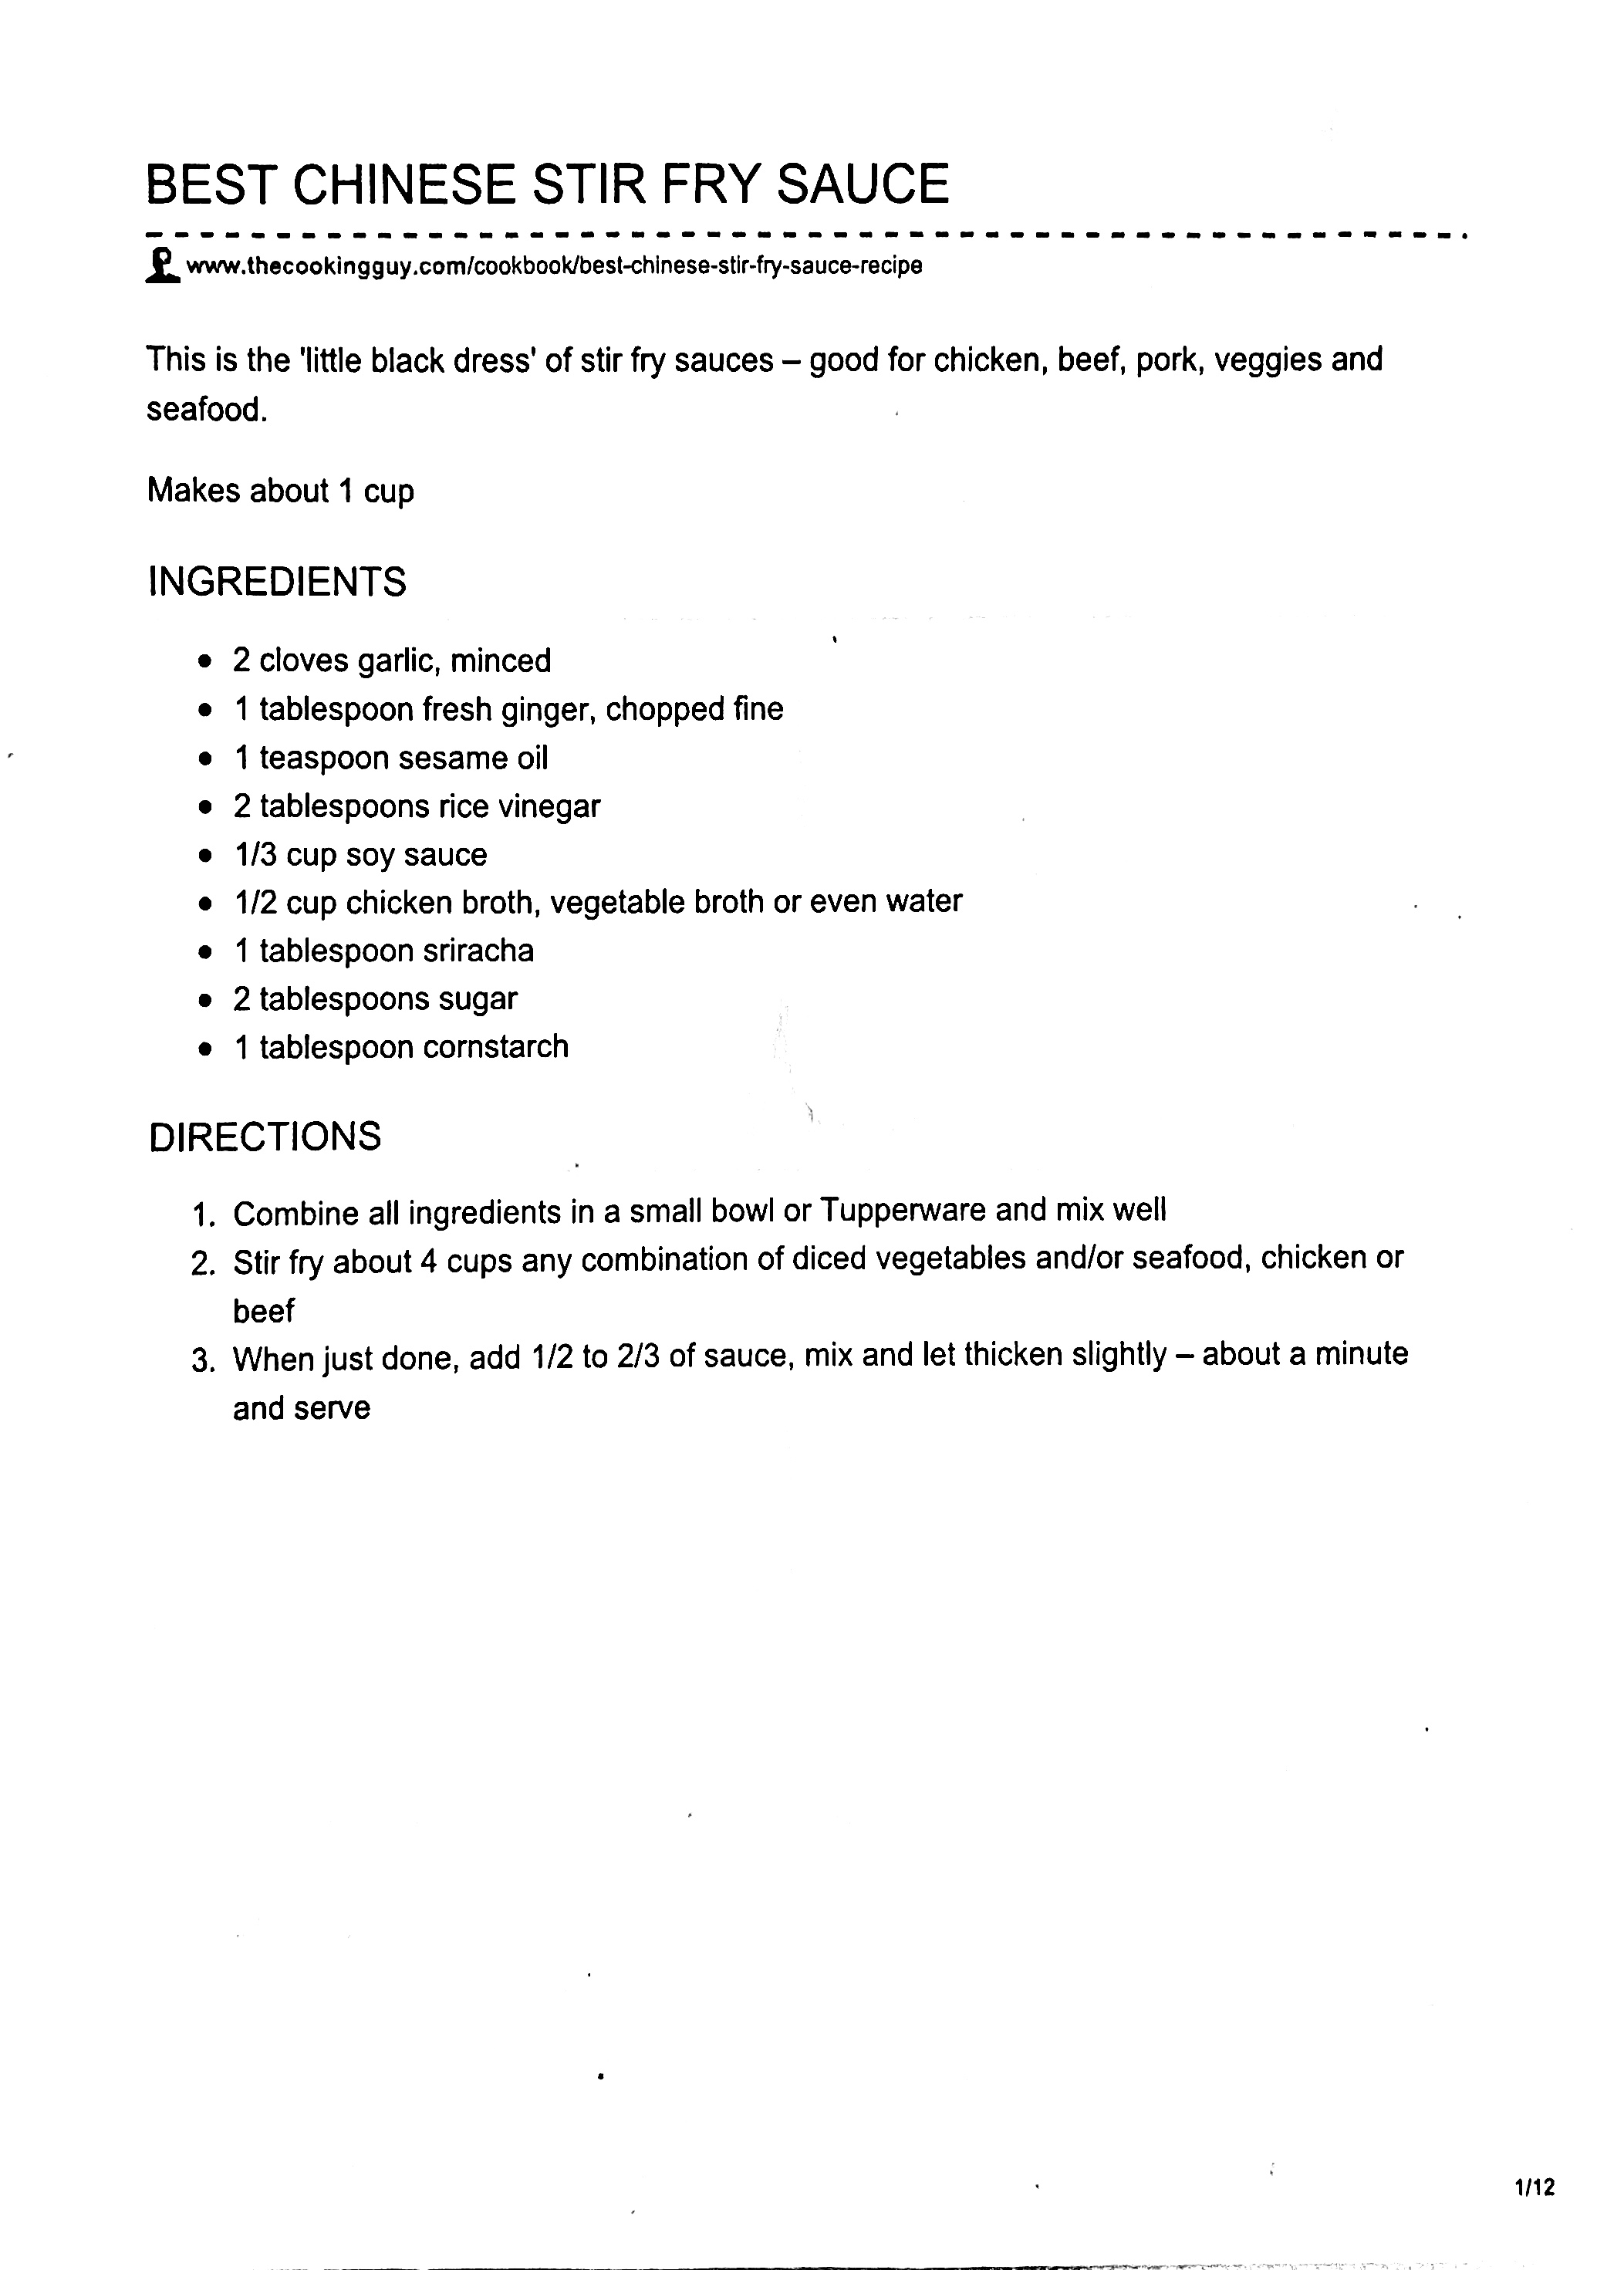 BEST CHINESE STIR FRY SAUCE
www.thecookingguy.com/cookbook/best-chinese-stir-fry-sauce-recipe
This is the 'little black dress' of stir fry sauces – good for chicken, beef, pork, veggies and
seafood.
Makes about 1 cup
INGREDIENTS
• 2 cloves garlic, minced
• 1 tablespoon fresh ginger, chopped fine
• 1 teaspoon sesame oil
• 2 tablespoons rice vinegar
• 1/3 cup soy sauce
• 1/2 cup chicken broth, vegetable broth or even water
• 1 tablespoon sriracha
• 2 tablespoons sugar
• 1 tablespoon cornstarch
DIRECTIONS
1. Combine all ingredients in a small bowl or Tupperware and mix well
2. Stir fry about 4 cups any combination of diced vegetables and/or seafood, chicken or
beef
3. When just done, add 1/2 to 2/3 of sauce, mix and let thicken slightly – about a minute
and serve
1/12